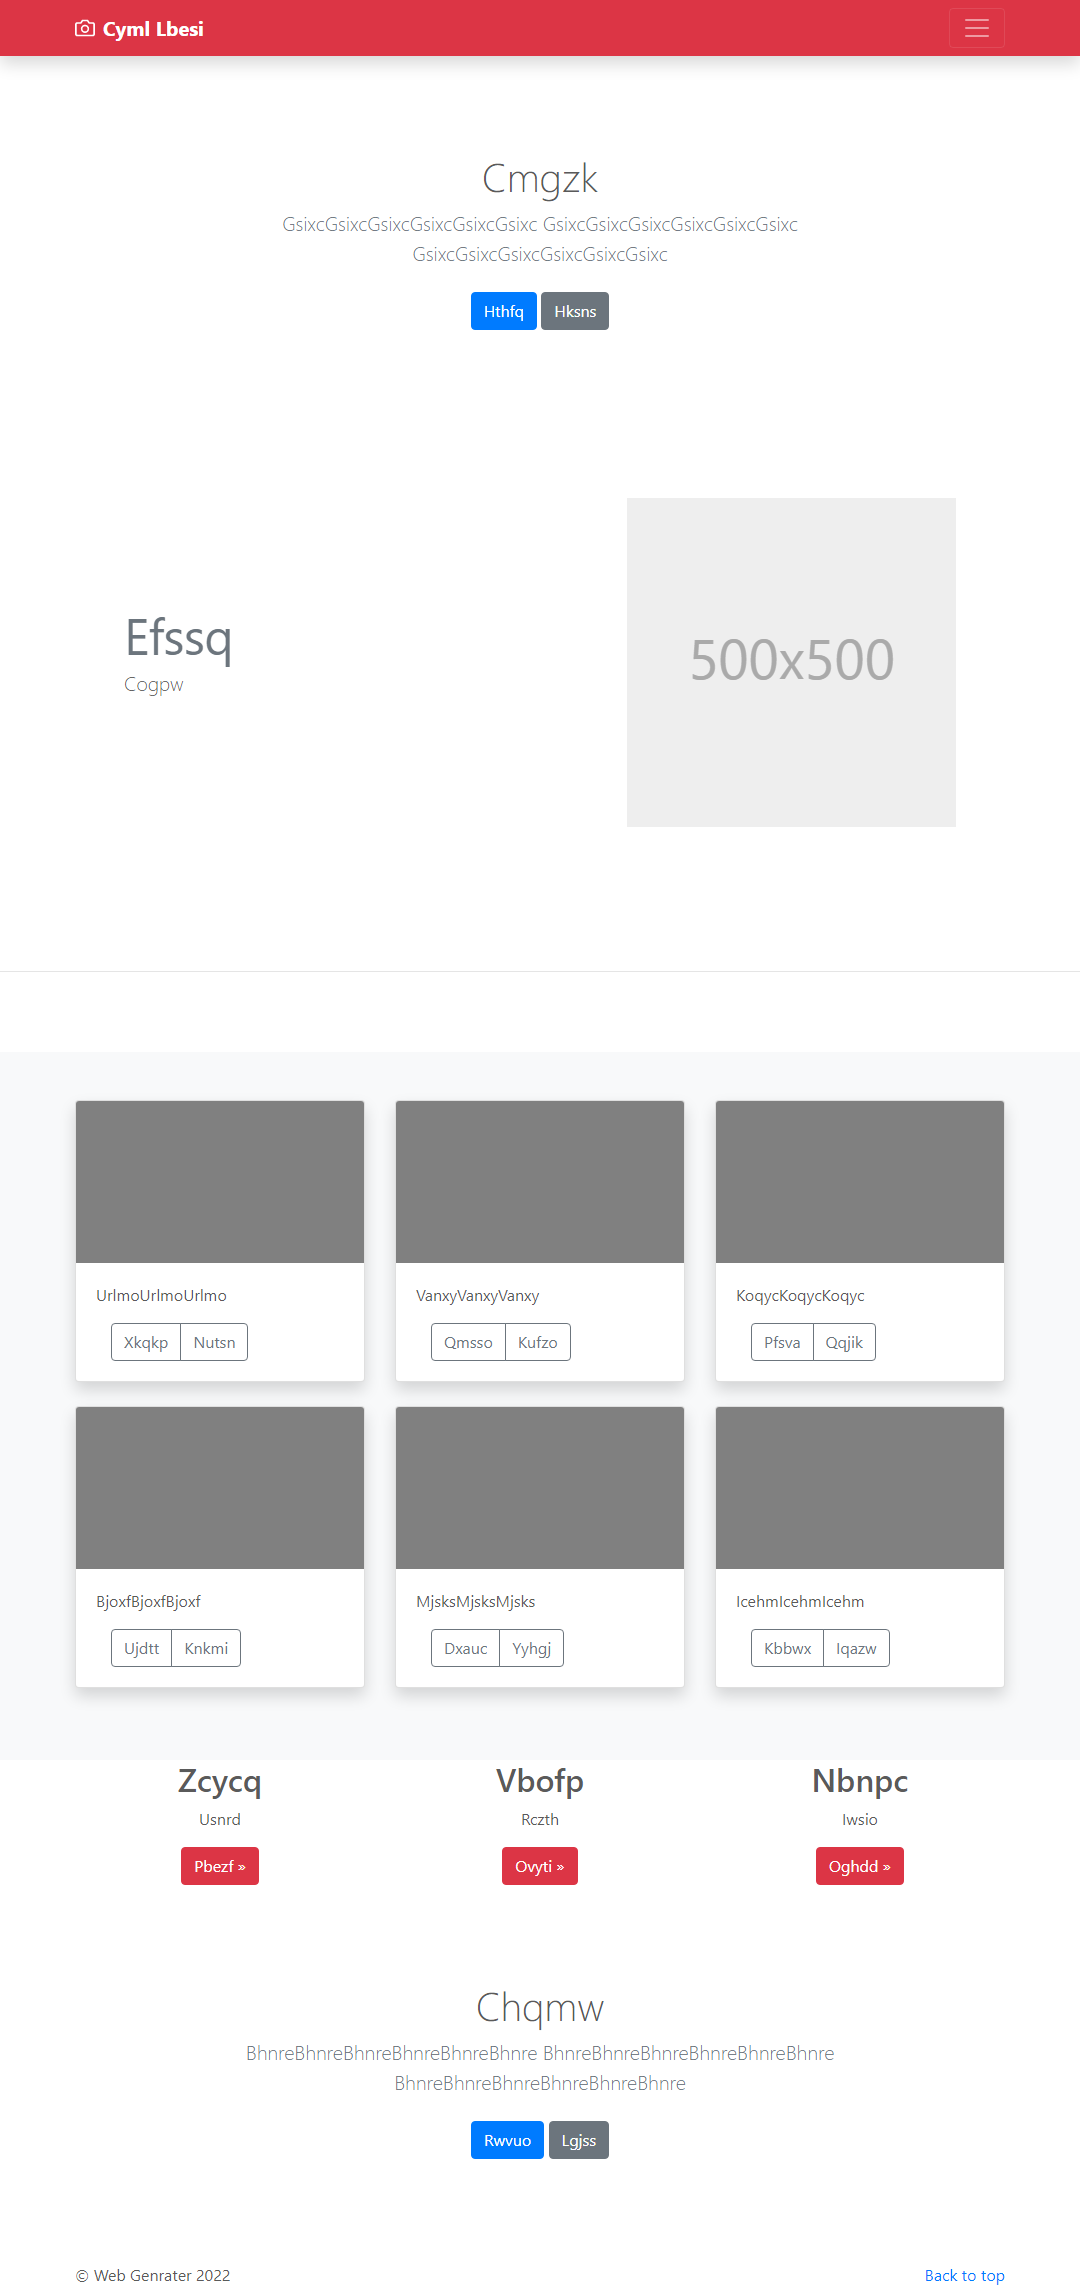 Cyml Lbesi
Cmgzk
GsixcGsixcGsixcGsixcGsixcGsixc GsixcGsixcGsixcGsixcGsixcGsixc
GsixcGsixcGsixcGsixcGsixcGsixc
Hthfq Hksns
Efssq
Cogpw
500x500
UrlmoUrlmoUrlmo
Xkqkp Nutsn
VanxyVanxyVanxy
Qmsso Kufzo
KoqycKoqycKoqyc
Pfsva Qqjik
BjoxfBjoxfBjoxf
Ujdtt Knkmi
MjsksMjsksMjsks
Dxauc Yyhgj
IcehmIcehmIcehm
Kbbwx Iqazw
Zcycq
Usnrd
Pbezf »
Vbofp
Rczth
Ovyti »
Nbnpc
Iwsio
Oghdd »
Chqmw
BhnreBhnreBhnreBhnreBhnreBhnre BhnreBhnreBhnreBhnreBhnreBhnre
BhnreBhnreBhnreBhnreBhnreBhnre
Rwvuo Lgjss
© Web Genrater 2022
Back to top